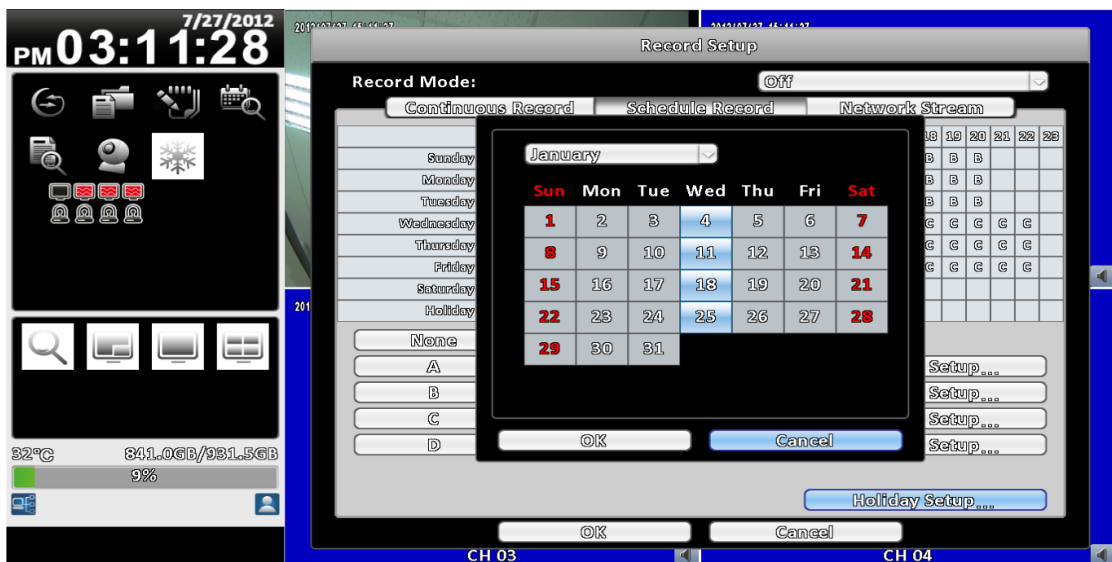 7/27/2012
PM 03:11:28
32°C 841.0GB/931.5GB
9%
Record Setup
Record Mode: Off
Continuous Record Schedule Record Network Stream
18 19 20 21 22 23
Sunday B B B
Monday B B B
Tuesday B B B
Wednesday C C C C C
Thursday C C C C C
Friday C C C C C
Saturday
Holiday
None
A Setup...
B Setup...
C Setup...
D Setup...
January
Sun Mon Tue Wed Thu Fri Sat
1 2 3 4 5 6 7
8 9 10 11 12 13 14
15 16 17 18 19 20 21
22 23 24 25 26 27 28
29 30 31
OK Cancel
Holiday Setup...
OK Cancel
CH 03 CH 04